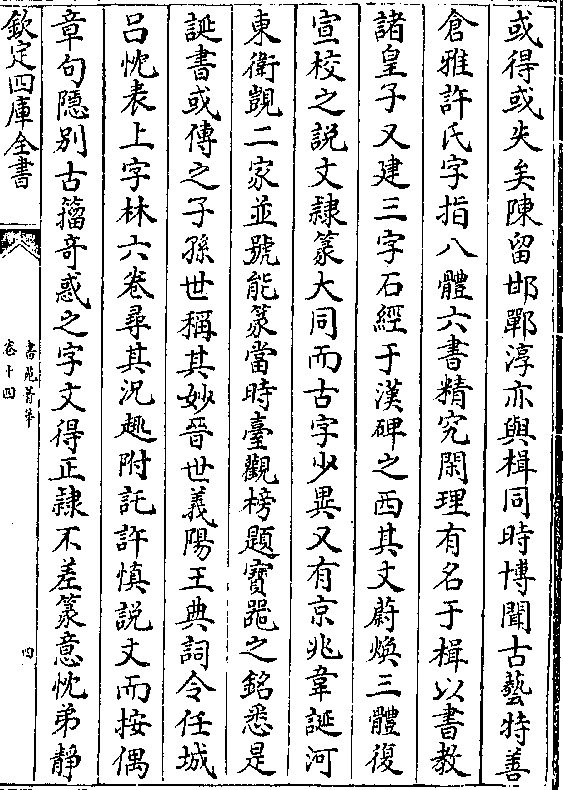 或得或失矣陳留邯鄲淳亦與楫同時博聞古藝特善
倉雅許氏字指八體六書精究閑理有名于楫以書教
諸皇子又建三字石經于漢碑之西其文蔚煥三體復
宣校之説文隷篆大同而古字少異又有京兆韋誕河
東衛覬二家並號能篆當時臺觀榜題寳器之銘悉是
誕書或傳之子孫世稱其妙晉世義陽王典詞令任城
吕忱表上字林六卷尋其況趣附託許慎説文而按偶
章句隱别古籀奇惑之字文得正隷不差篆意忱弟靜
欽定四庫全書
書苑菁華
卷十四
四